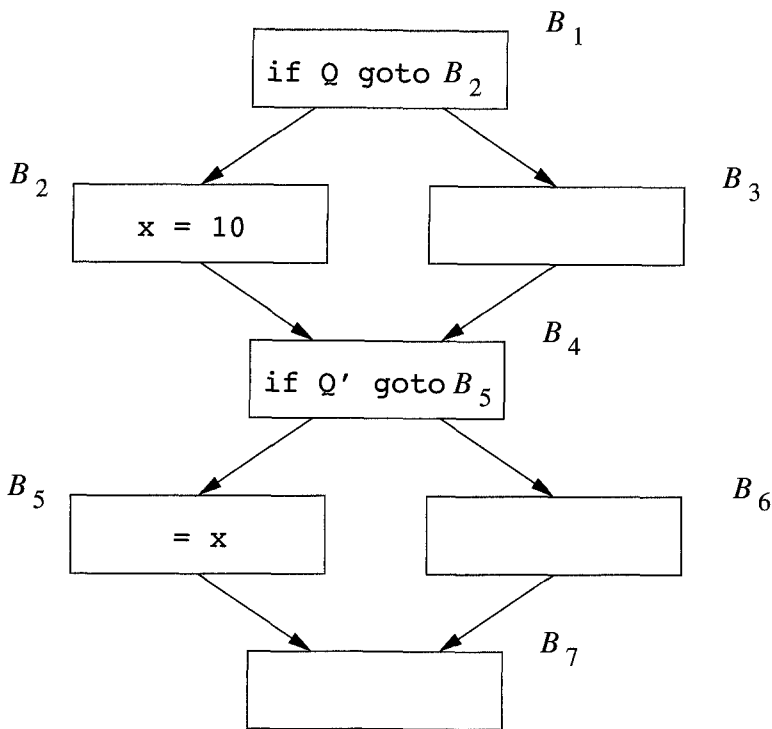 B1
if Q goto B2
B2
x = 10
B3
B4
if Q' goto B5
B5
= x
B6
B7